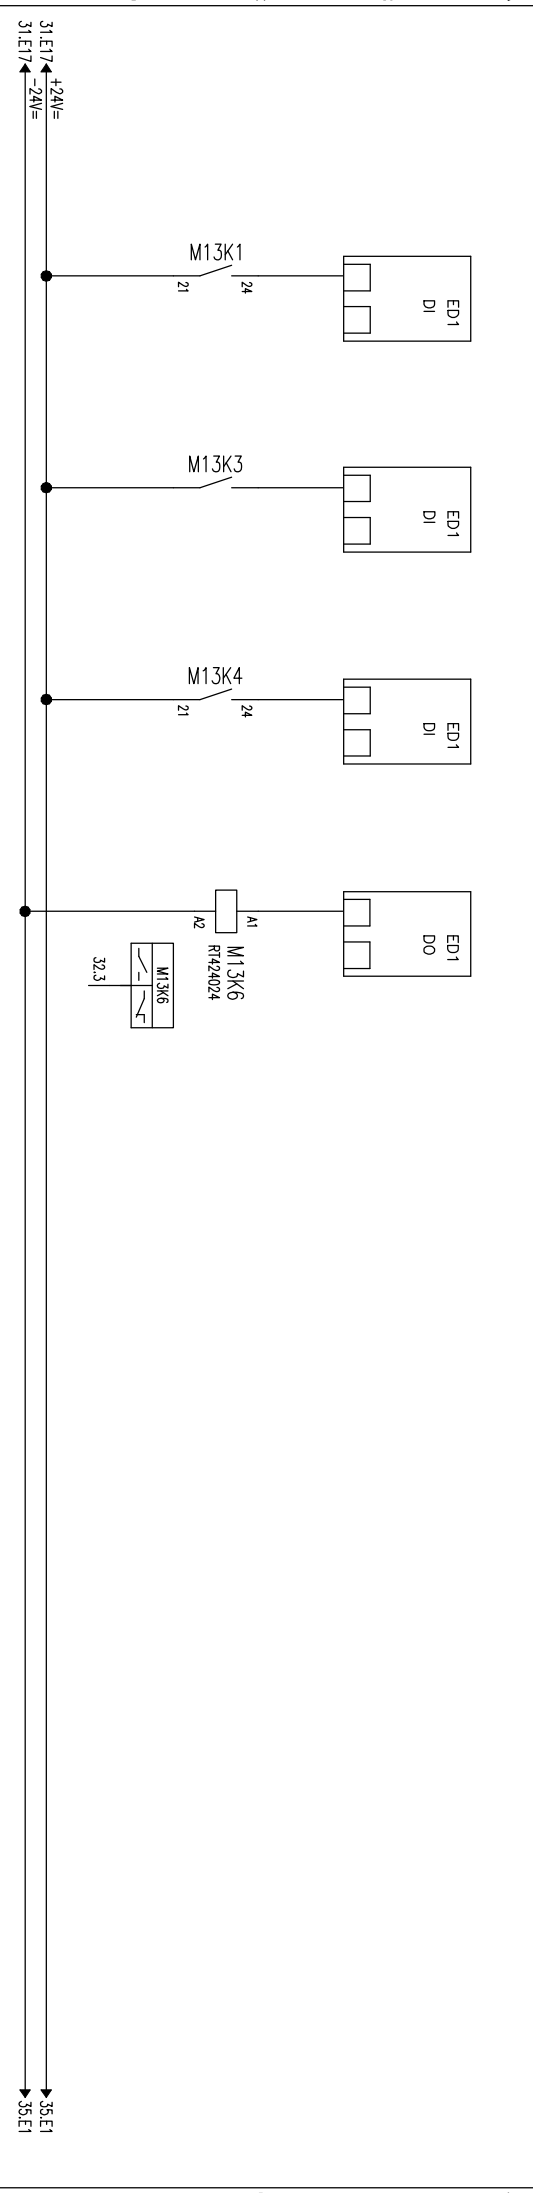 31.E17
31.E17
+24V=
-24V=
M13K1
21
24
ED1
DI
M13K3
ED1
DI
M13K4
21
24
ED1
DI
A2
A1
M13K6
RT424024
ED1
DO
M13K6
32.3
35.E1
35.E1